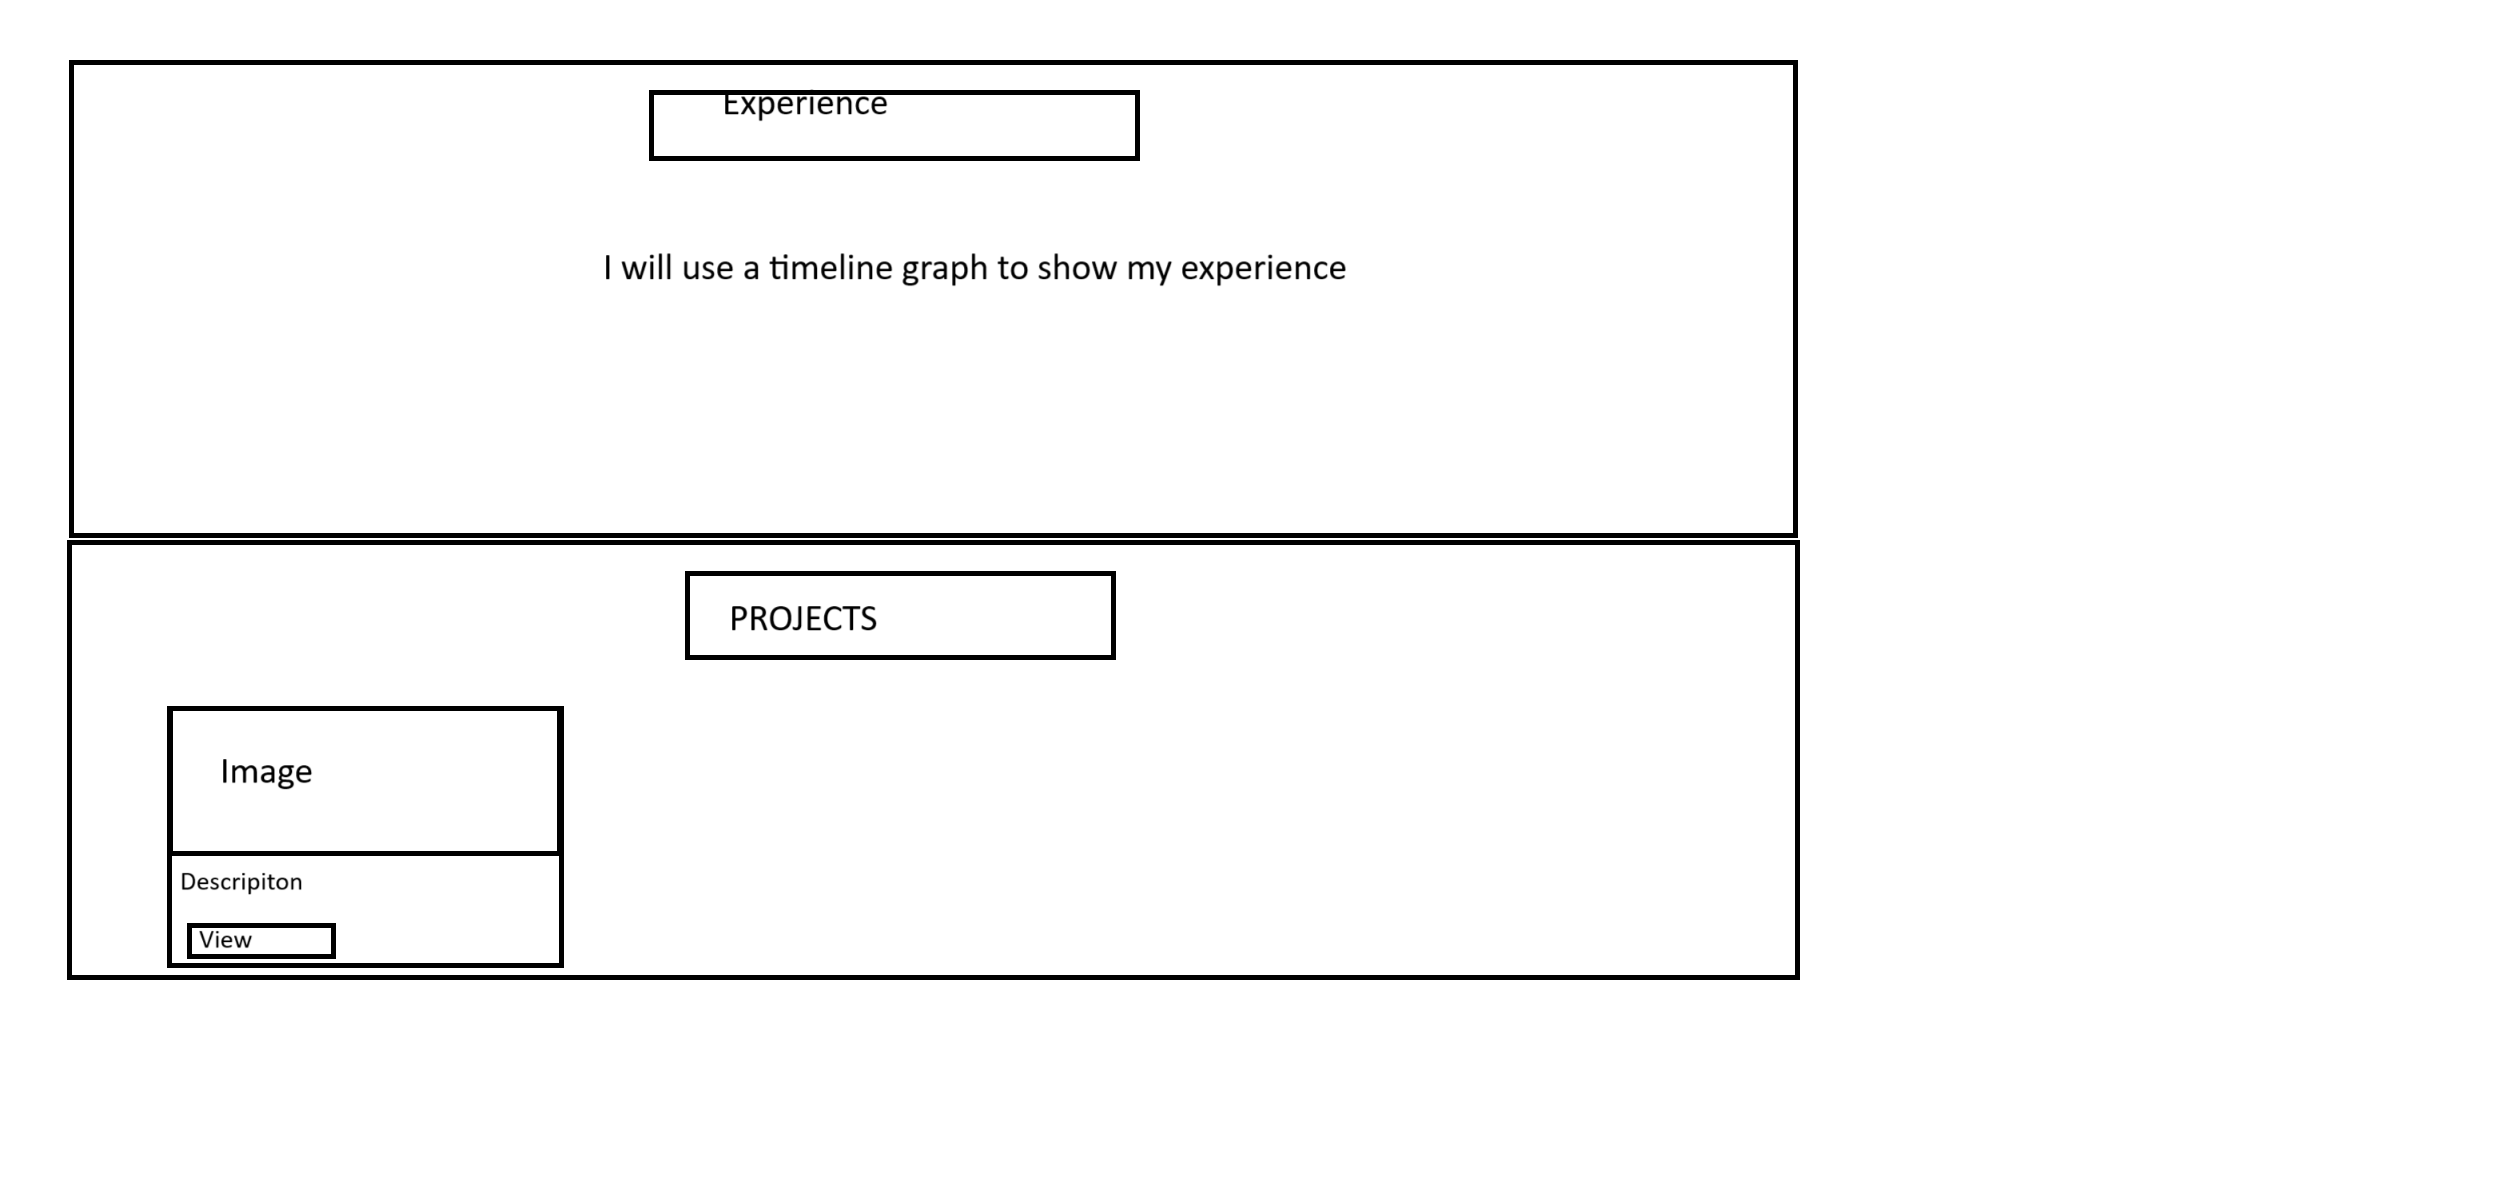 Experience
I will use a timeline graph to show my experience
PROJECTS
Image
Descripiton
View